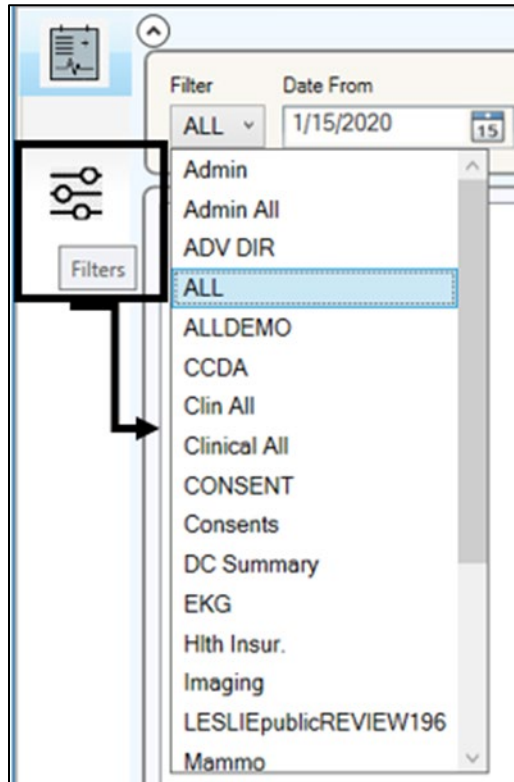 Filter Date From
ALL 1/15/2020 15
Filters
Admin
Admin All
ADV DIR
ALL
ALLDEMO
CCDA
Clin All
Clinical All
CONSENT
Consents
DC Summary
EKG
Hlth Insur.
Imaging
LESLIEpublicREVIEW196
Mammo